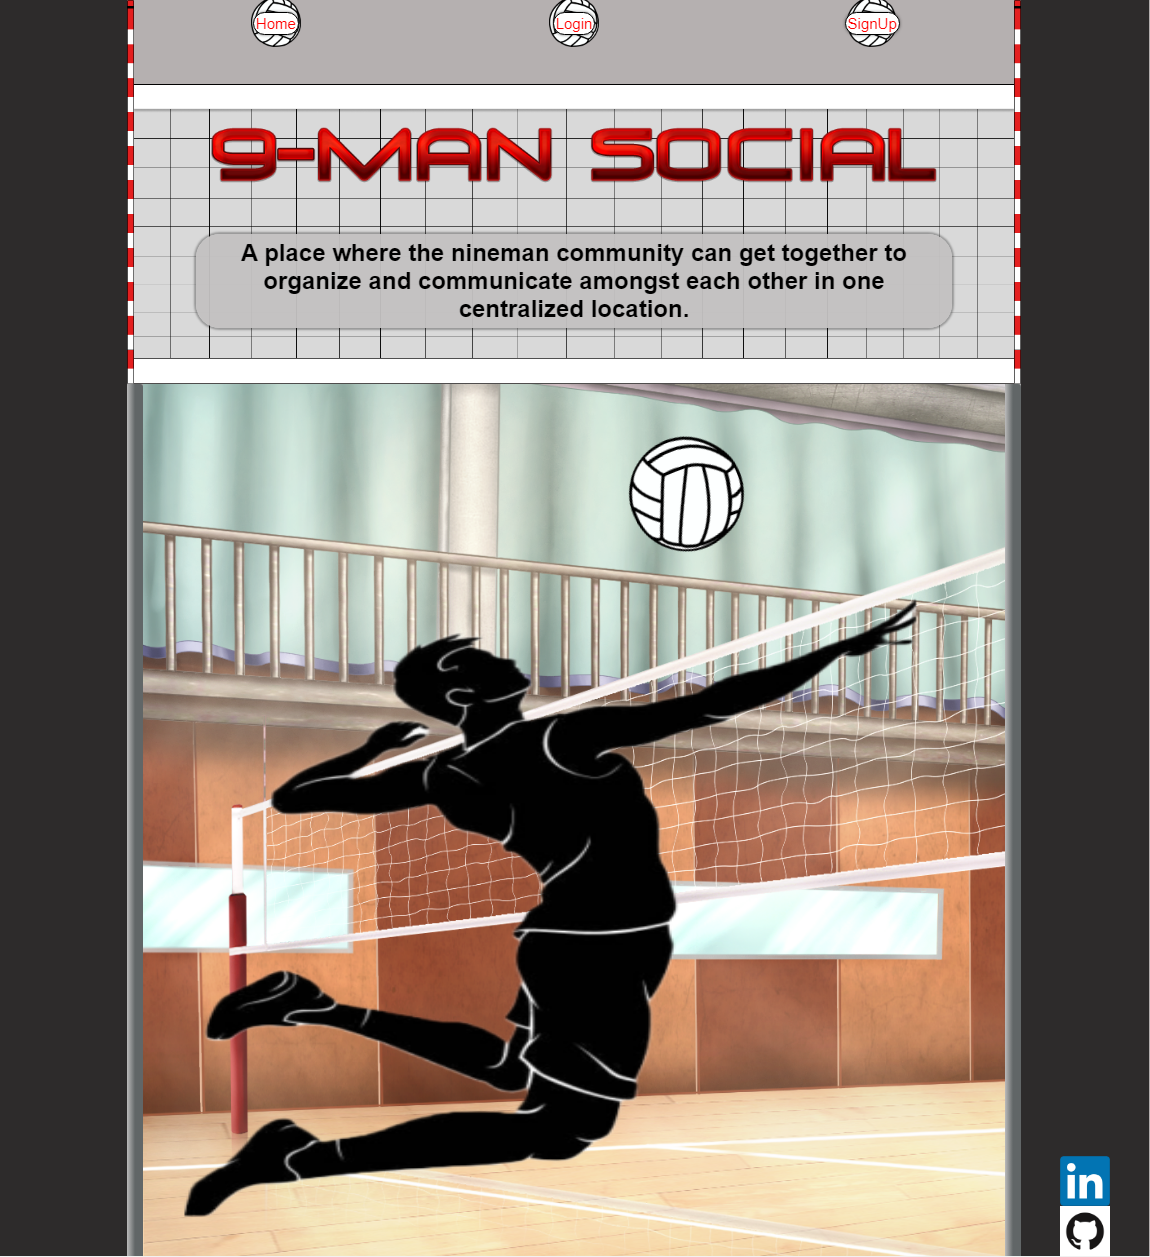 Home
Login
SignUp
9-MAN SOCIAL
A place where the nineman community can get together to
organize and communicate amongst each other in one
centralized location.
in